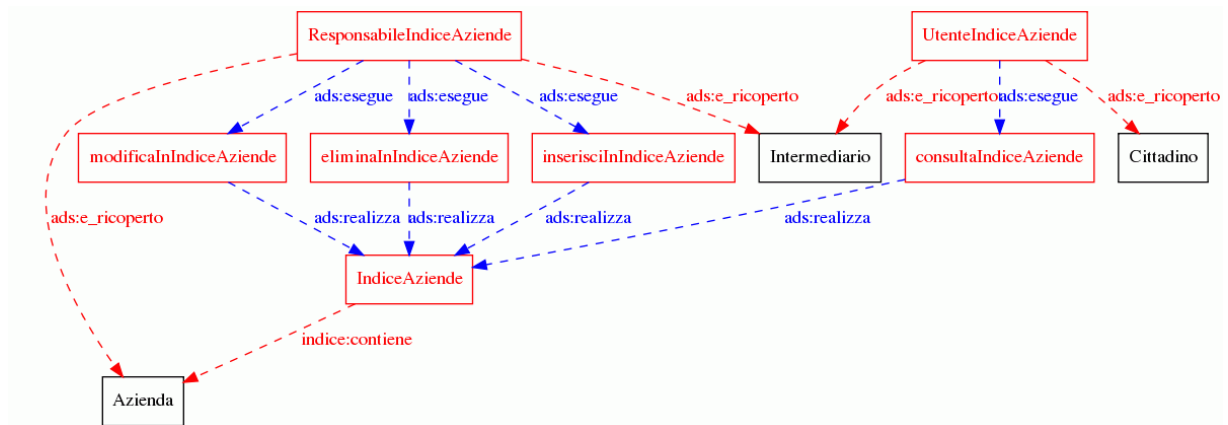 ResponsabileIndiceAziende
UtenteIndiceAziende
ads:esegue
ads:esegue
ads:esegue
ads:e_ricoperto
ads:e_ricoperto
ads:esegue
ads:e_ricoperto
modificaInIndiceAziende
eliminaInIndiceAziende
inserisciInIndiceAziende
Intermediario
consultaIndiceAziende
Cittadino
ads:e_ricoperto
ads:realizza
ads:realizza
ads:realizza
ads:realizza
IndiceAziende
indice:contiene
Azienda